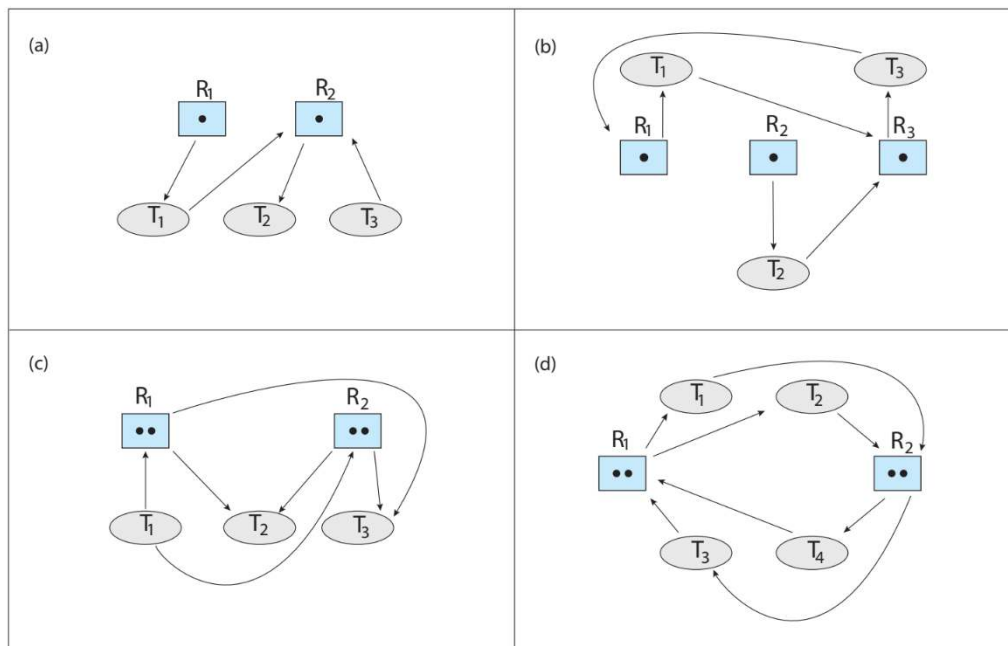 (a)
R₁ R₂
T₁ T₂ T₃
(b)
T₁ T₃
R₁ R₂ R₃
T₂
(c)
R₁ R₂
T₁ T₂ T₃
(d)
T₁ T₂
R₁ R₂
T₃ T₄